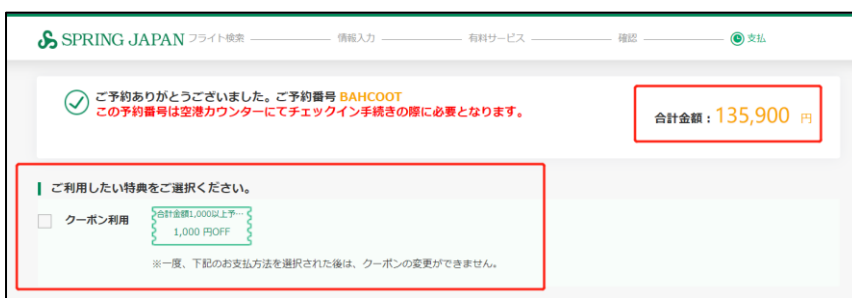 SPRING JAPAN フライト検索 情報入力 有料サービス 確認 支払
ご予約ありがとうございました。ご予約番号 BAHCOOT
この予約番号は空港カウンターにてチェックイン手続きの際に必要となります。
合計金額：135,900 円
ご利用したい特典をご選択ください。
クーポン利用
合計金額1,000以上予…
1,000 円OFF
※一度、下記のお支払方法を選択された後は、クーポンの変更ができません。